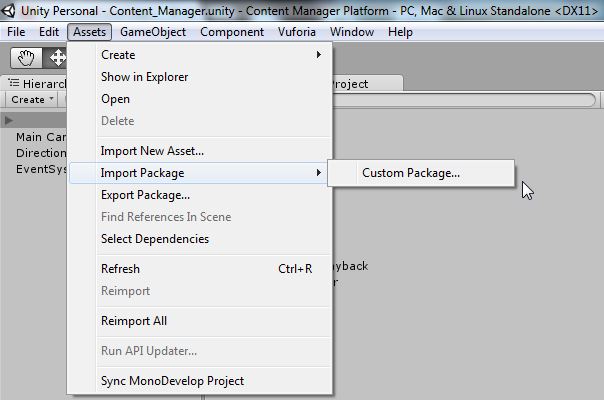 Unity Personal - Content_Manager.unity - Content Manager Platform - PC, Mac & Linux Standalone <DX11>
File Edit Assets GameObject Component Vuforia Window Help
Hierarc
Create
Main Can
Direction
EventSys
Create
Show in Explorer
Open
Delete
Import New Asset...
Import Package
Export Package...
Find References In Scene
Select Dependencies
Refresh Ctrl+R
Reimport
Reimport All
Run API Updater...
Sync MonoDevelop Project
Custom Package...
Project
yback
r